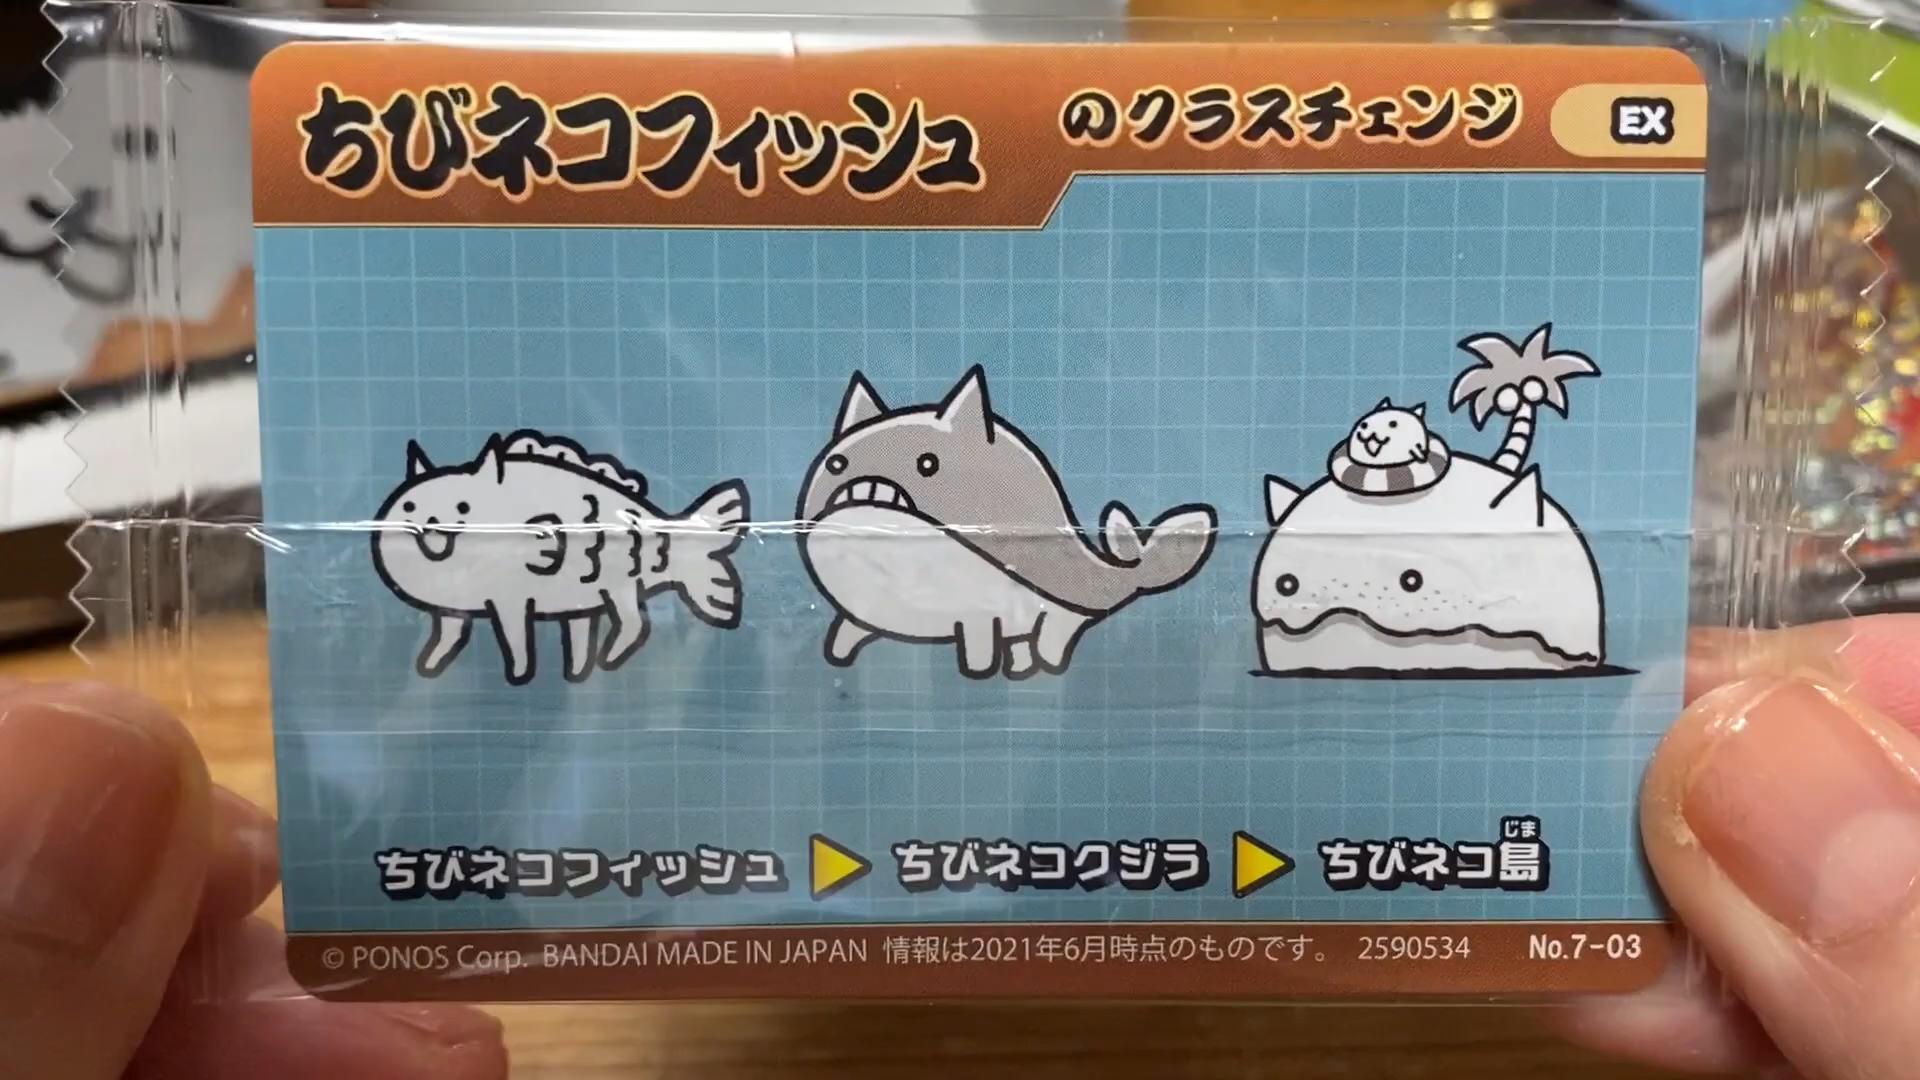 ちびネコフィッシュ のクラスチェンジ EX
ちびネコフィッシュ ▶ ちびネコクジラ ▶ ちびネコ島
じま
© PONOS Corp. BANDAI MADE IN JAPAN 情報は2021年6月時点のものです。 2590534 No.7-03